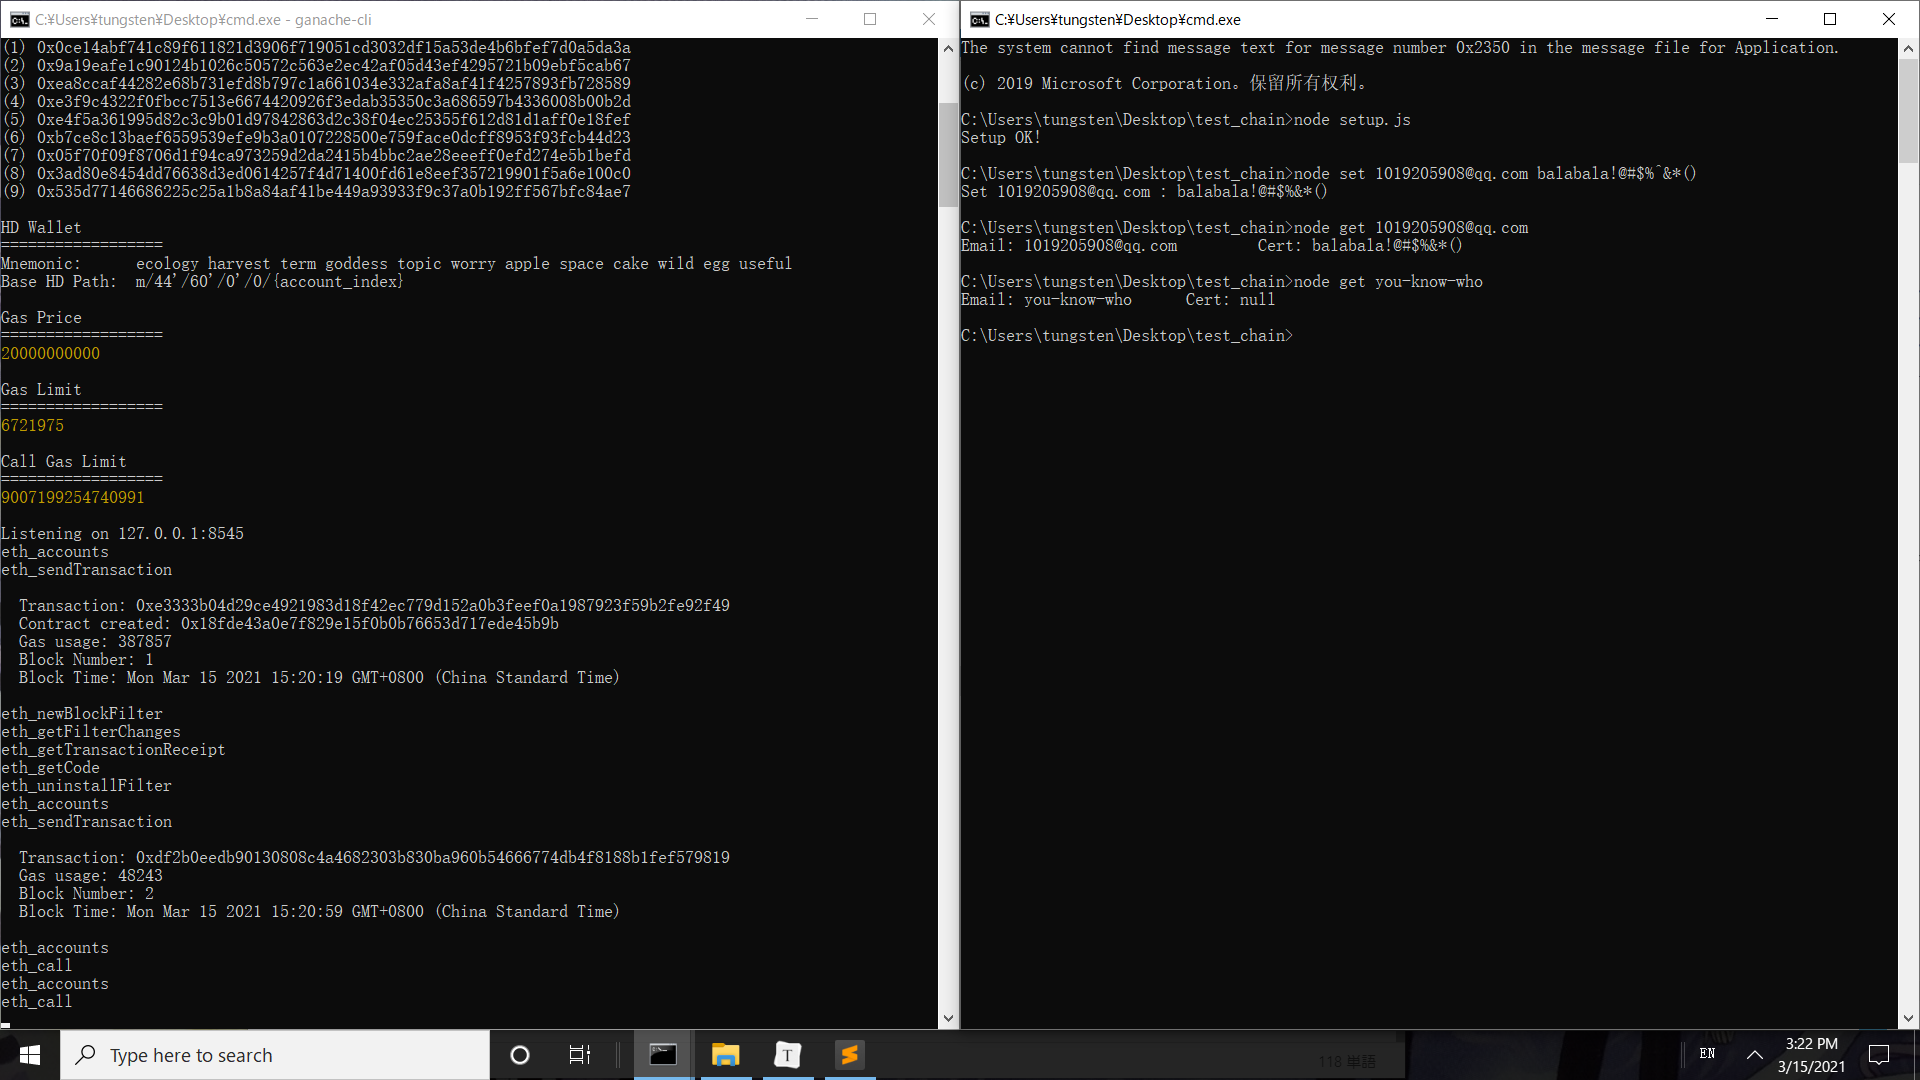 C:¥Users¥tungsten¥Desktop¥cmd.exe - ganache-cli
(1) 0x0ce14abf741c89f611821d3906f719051cd3032df15a53de4b6bfef7d0a5da3a
(2) 0x9a19eafe1c90124b1026c50572c563e2ec42af05d43ef4295721b09ebf5cab67
(3) 0xea8ccaf44282e68b731efd8b797c1a661034e332afa8af41f4257893fb728589
(4) 0xe3f9c4322f0fbcc7513e6674420926f3edab35350c3a686597b4336008b00b2d
(5) 0xe4f5a361995d82c3c9b01d97842863d2c38f04ec25355f612d81d1aff0e18fef
(6) 0xb7ce8c13baef6559539efe9b3a0107228500e759face0dcff8953f93fcb44d23
(7) 0x05f70f09f8706d1f94ca973259d2da2415b4bbc2ae28eeeff0efd274e5b1befd
(8) 0x3ad80e8454dd76638d3ed0614257f4d71400fd61e8eef357219901f5a6e100c0
(9) 0x535d77146686225c25a1b8a84af41be449a93933f9c37a0b192ff567bfc84ae7
HD Wallet
==================
Mnemonic:      ecology harvest term goddess topic worry apple space cake wild egg useful
Base HD Path:  m/44'/60'/0'/0/{account_index}
Gas Price
==================
20000000000
Gas Limit
==================
6721975
Call Gas Limit
==================
9007199254740991
Listening on 127.0.0.1:8545
eth_accounts
eth_sendTransaction
Transaction: 0xe3333b04d29ce4921983d18f42ec779d152a0b3feef0a1987923f59b2fe92f49
Contract created: 0x18fde43a0e7f829e15f0b0b76653d717ede45b9b
Gas usage: 387857
Block Number: 1
Block Time: Mon Mar 15 2021 15:20:19 GMT+0800 (China Standard Time)
eth_newBlockFilter
eth_getFilterChanges
eth_getTransactionReceipt
eth_getCode
eth_uninstallFilter
eth_accounts
eth_sendTransaction
Transaction: 0xdf2b0eedb90130808c4a4682303b830ba960b54666774db4f8188b1fef579819
Gas usage: 48243
Block Number: 2
Block Time: Mon Mar 15 2021 15:20:59 GMT+0800 (China Standard Time)
eth_accounts
eth_call
eth_accounts
eth_call
C:¥Users¥tungsten¥Desktop¥cmd.exe
The system cannot find message text for message number 0x2350 in the message file for Application.
(c) 2019 Microsoft Corporation。保留所有权利。
C:\Users\tungsten\Desktop\test_chain>node setup.js
Setup OK!
C:\Users\tungsten\Desktop\test_chain>node set 1019205908@qq.com balabala!@#$%^&*()
Set 1019205908@qq.com : balabala!@#$%&*()
C:\Users\tungsten\Desktop\test_chain>node get 1019205908@qq.com
Email: 1019205908@qq.com         Cert: balabala!@#$%&*()
C:\Users\tungsten\Desktop\test_chain>node get you-know-who
Email: you-know-who      Cert: null
C:\Users\tungsten\Desktop\test_chain>
Type here to search
T
118 単語
EN
3:22 PM
3/15/2021